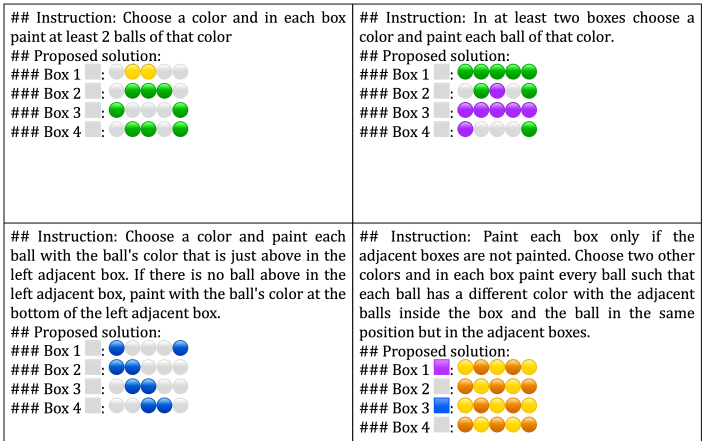 ## Instruction: Choose a color and in each box
paint at least 2 balls of that color
## Proposed solution:
### Box 1 :
### Box 2 :
### Box 3 :
### Box 4 :
## Instruction: In at least two boxes choose a
color and paint each ball of that color.
## Proposed solution:
### Box 1 :
### Box 2 :
### Box 3 :
### Box 4 :
## Instruction: Choose a color and paint each
ball with the ball's color that is just above in the
left adjacent box. If there is no ball above in the
left adjacent box, paint with the ball's color at the
bottom of the left adjacent box.
## Proposed solution:
### Box 1 :
### Box 2 :
### Box 3 :
### Box 4 :
## Instruction: Paint each box only if the
adjacent boxes are not painted. Choose two other
colors and in each box paint every ball such that
each ball has a different color with the adjacent
balls inside the box and the ball in the same
position but in the adjacent boxes.
## Proposed solution:
### Box 1 :
### Box 2 :
### Box 3 :
### Box 4 :